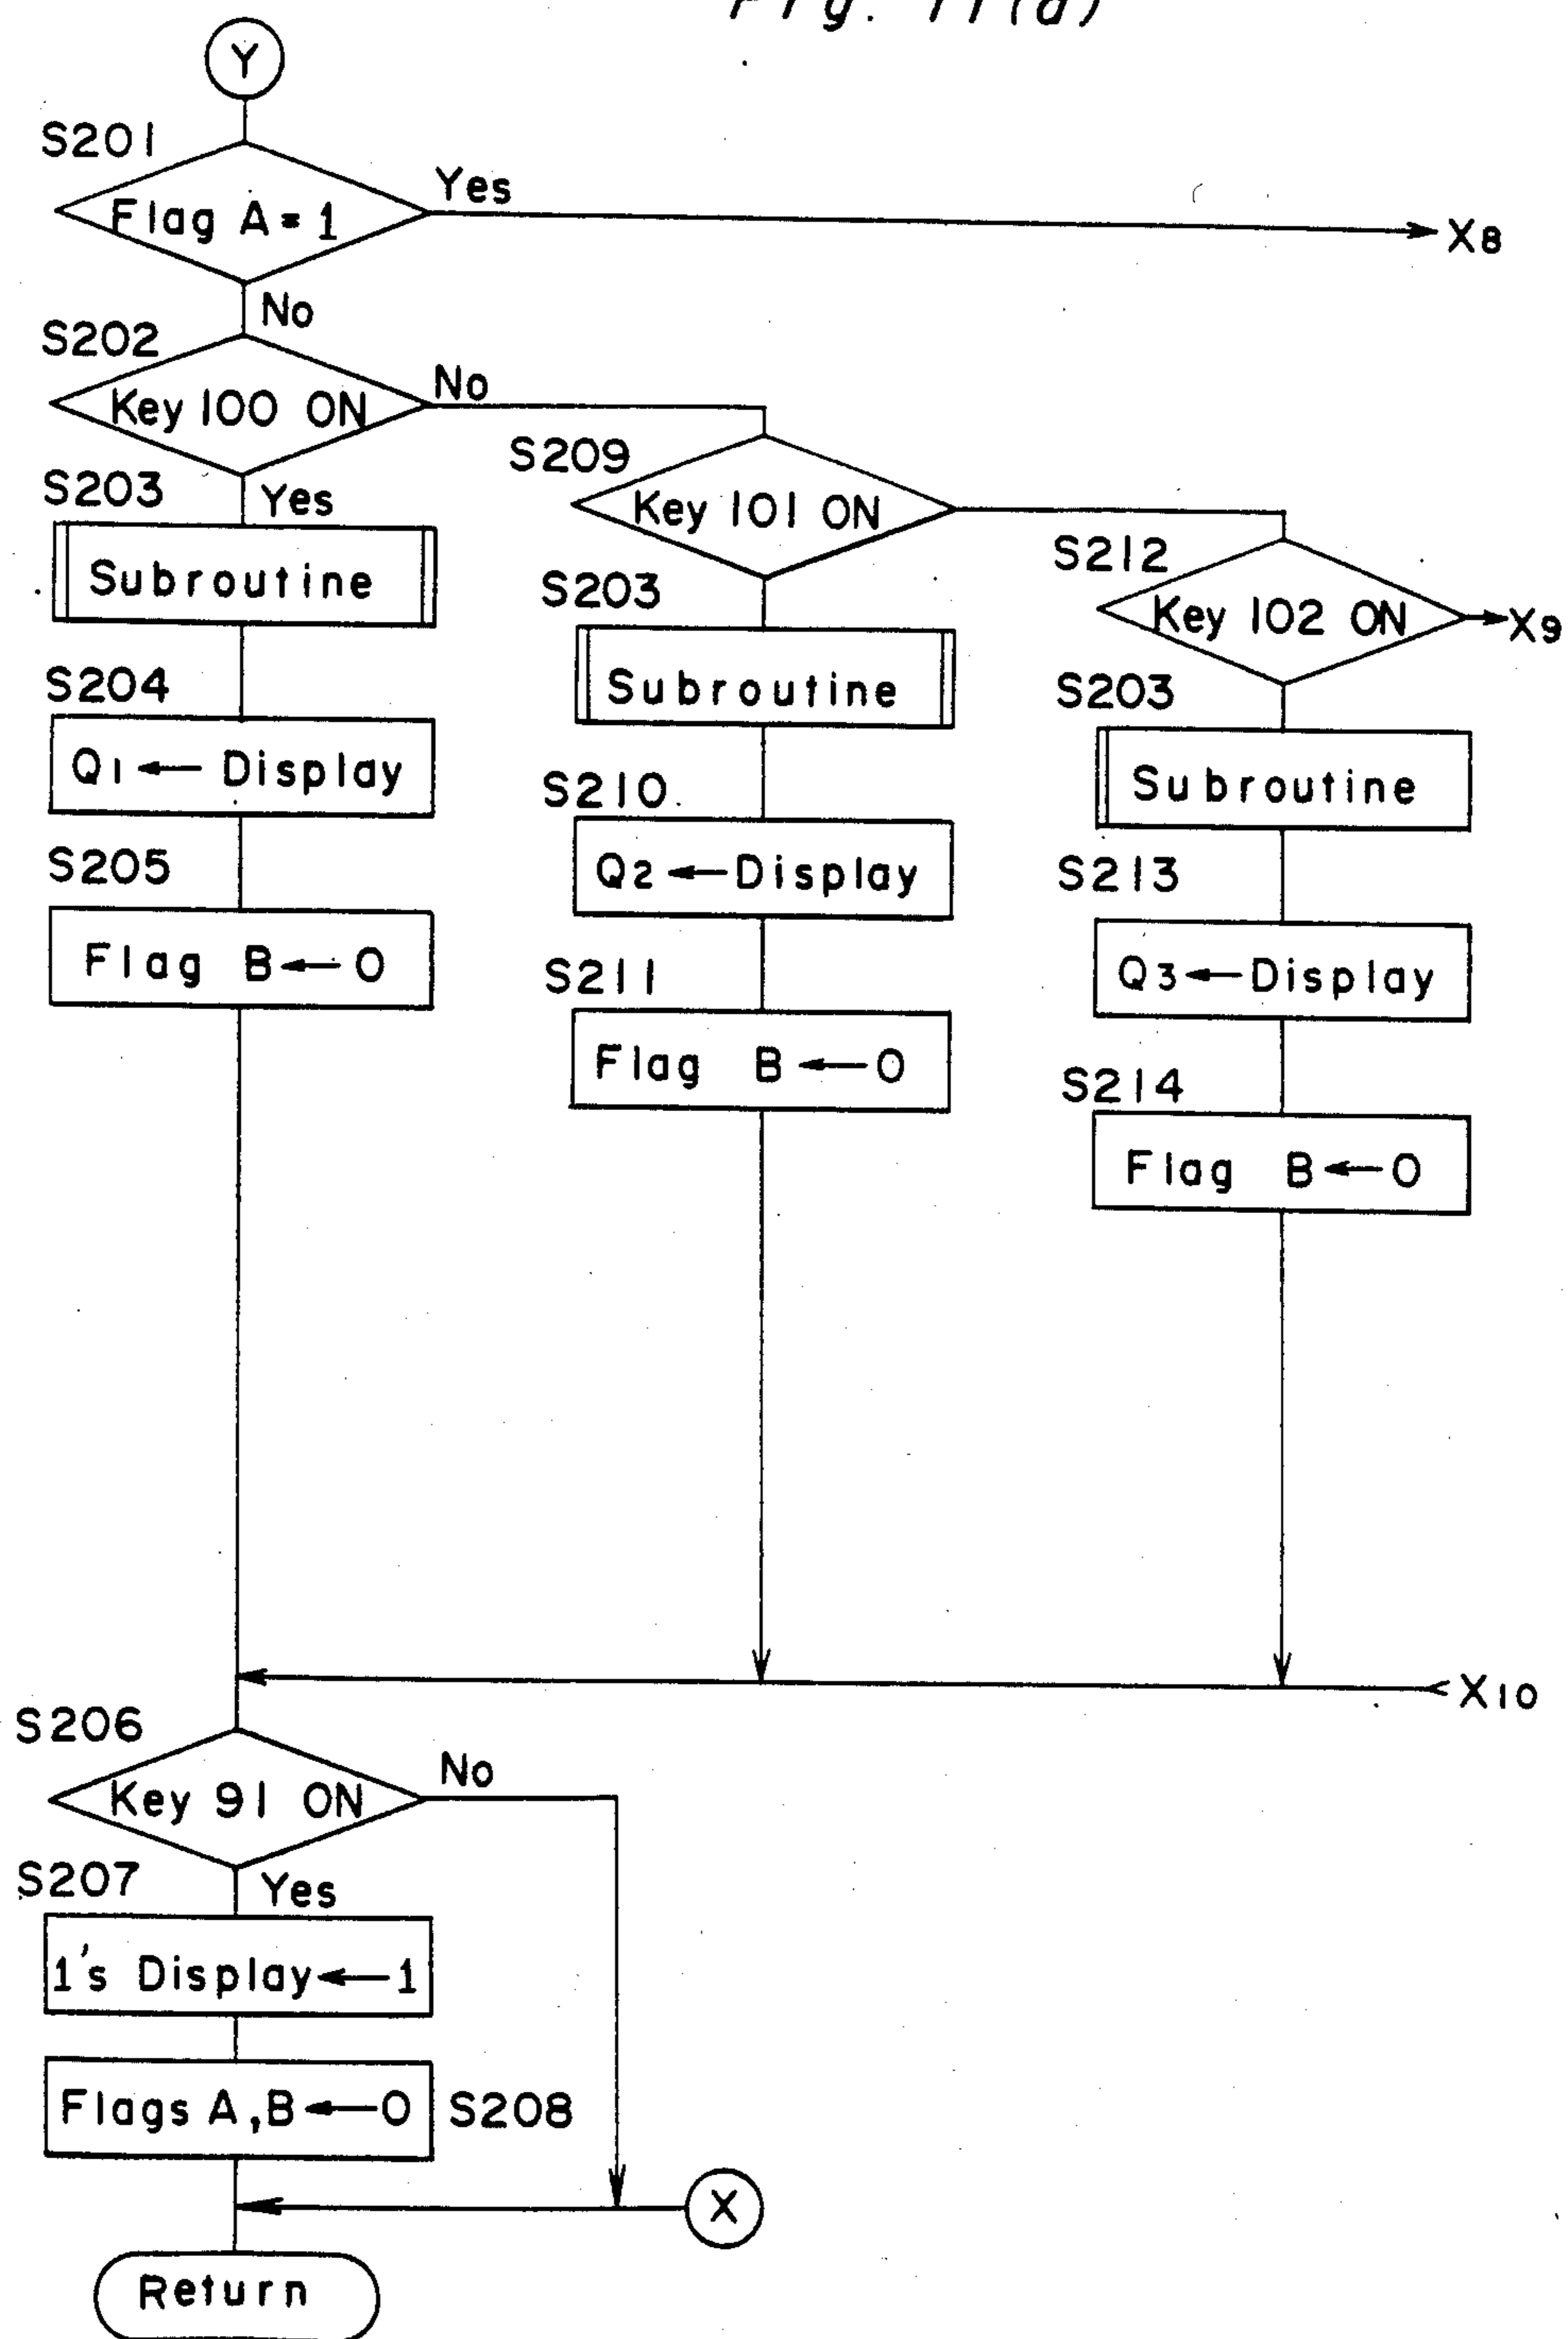 Fig. 11(a)
Y
S201
Flag A = 1
Yes
X8
No
S202
Key 100 ON
No
S209
Key 101 ON
S212
Key 102 ON
X9
S203
Yes
Subroutine
S203
Subroutine
S203
Subroutine
S204
Q1 ← Display
S210
Q2 ← Display
S213
Q3 ← Display
S205
Flag B ← 0
S211
Flag B ← 0
S214
Flag B ← 0
X10
S206
Key 91 ON
No
S207
Yes
1's Display ← 1
Flags A, B ← 0
S208
X
Return